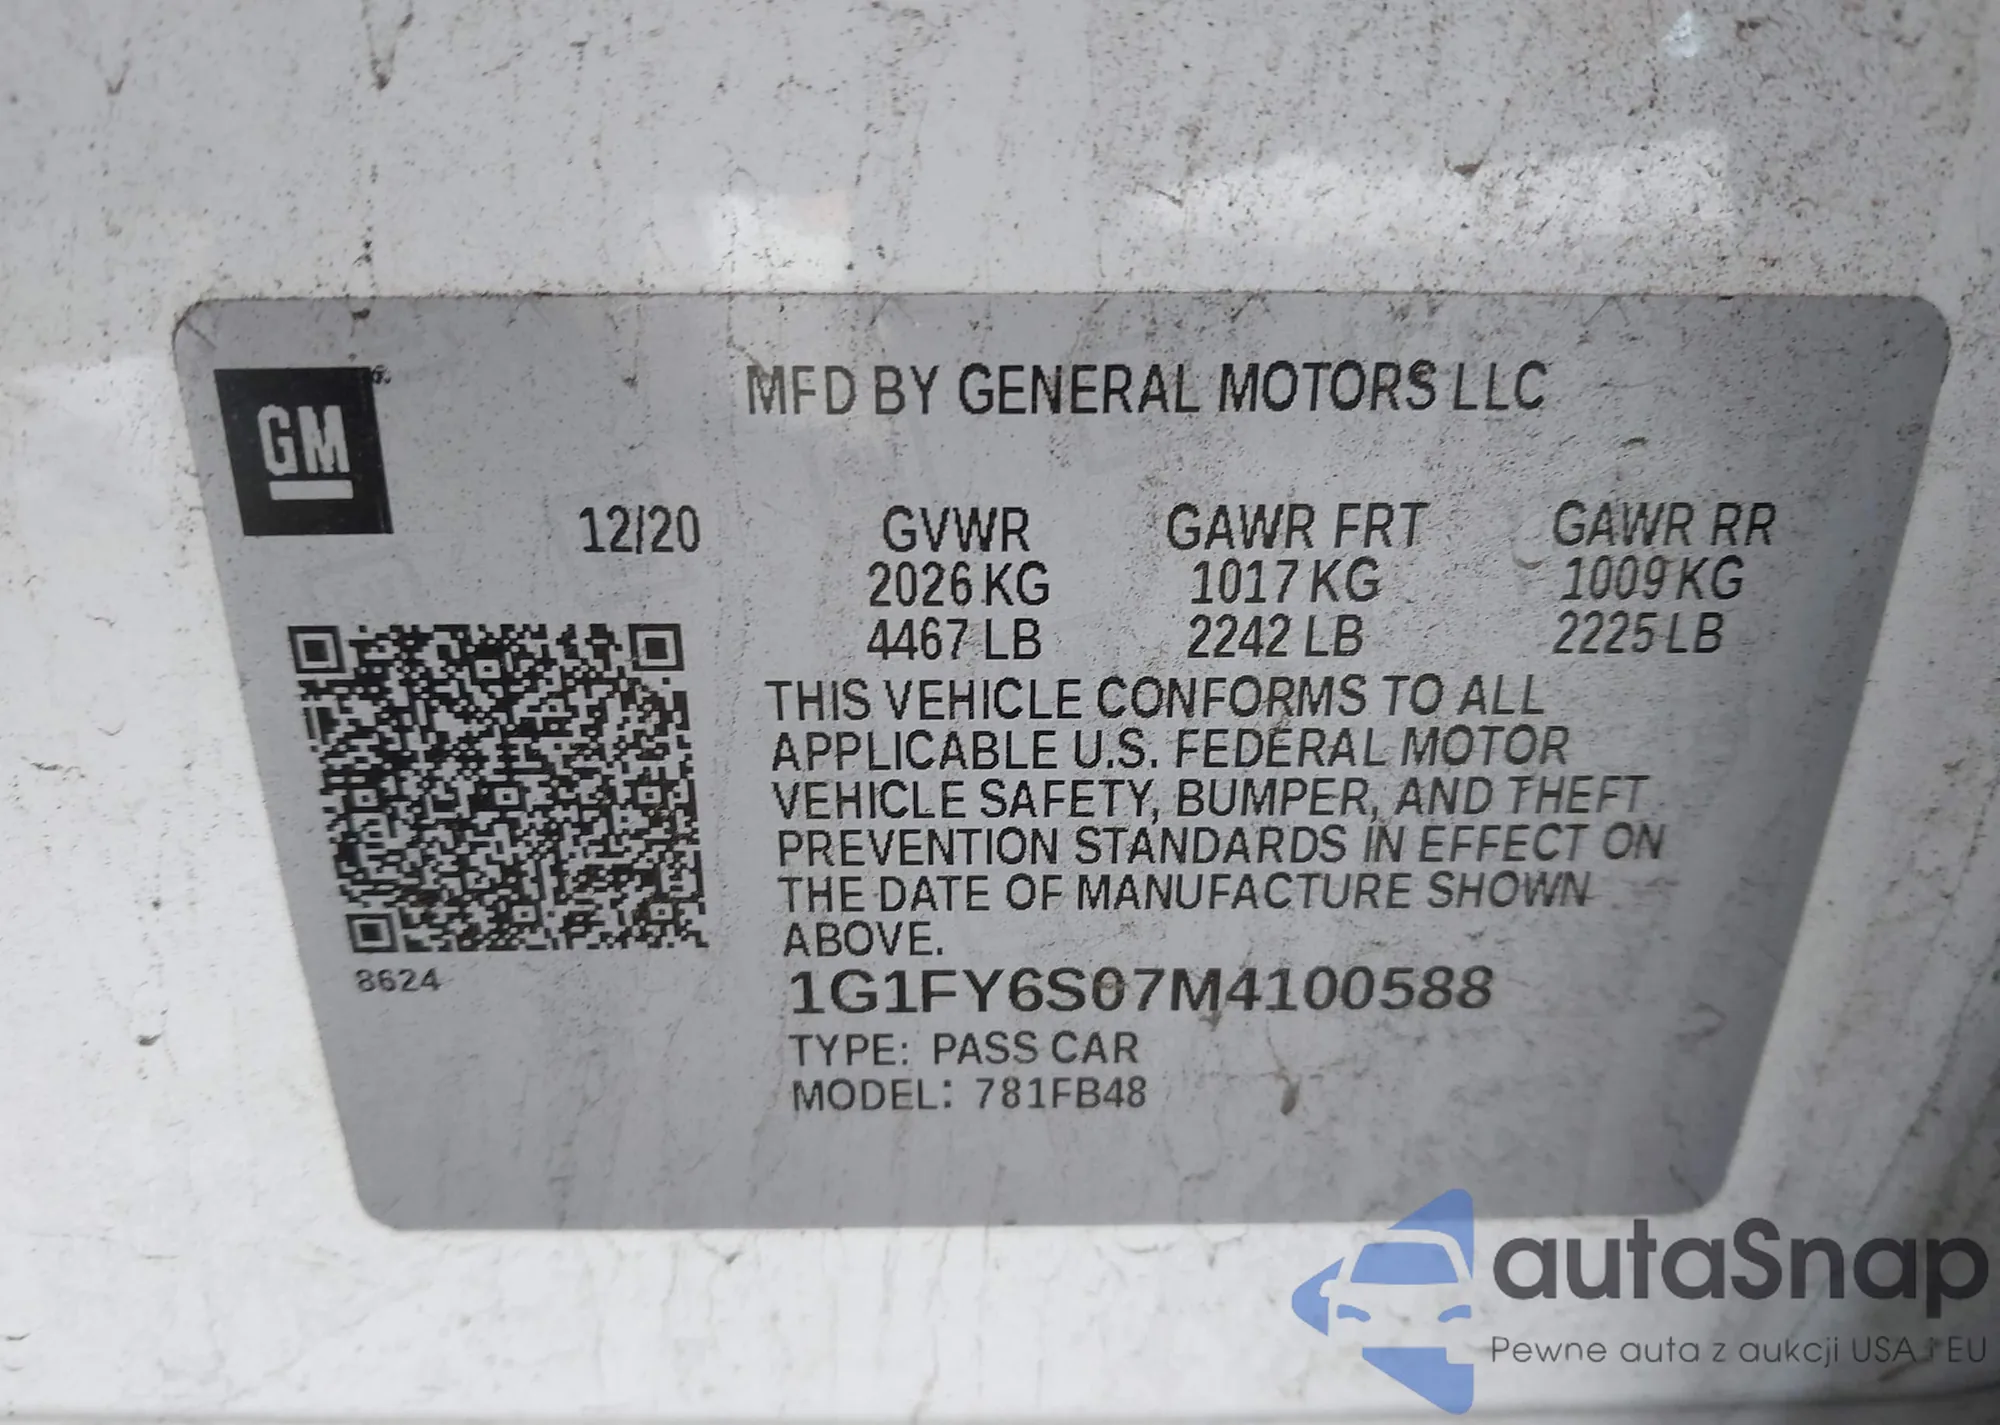 GM
MFD BY GENERAL MOTORS LLC
12/20 GVWR GAWR FRT GAWR RR
2026 KG 1017 KG 1009 KG
4467 LB 2242 LB 2225 LB
THIS VEHICLE CONFORMS TO ALL
APPLICABLE U.S. FEDERAL MOTOR
VEHICLE SAFETY, BUMPER, AND THEFT
PREVENTION STANDARDS IN EFFECT ON
THE DATE OF MANUFACTURE SHOWN
ABOVE.
8624
1G1FY6S07M4100588
TYPE: PASS CAR
MODEL: 781FB48
autaSnap
Pewne auta z aukcji USA i EU